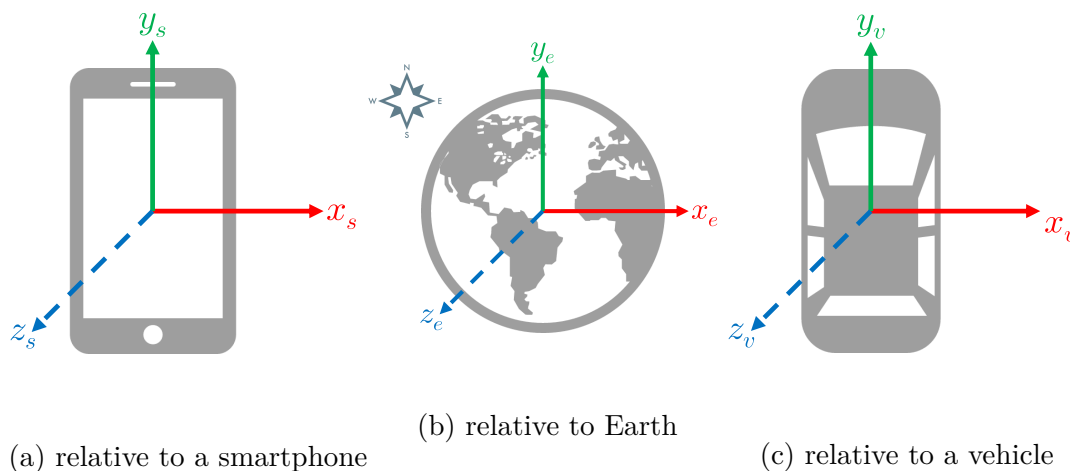 y_s
x_s
z_s
N
W E
S
y_e
x_e
z_e
y_v
x_v
z_v
(a) relative to a smartphone
(b) relative to Earth
(c) relative to a vehicle